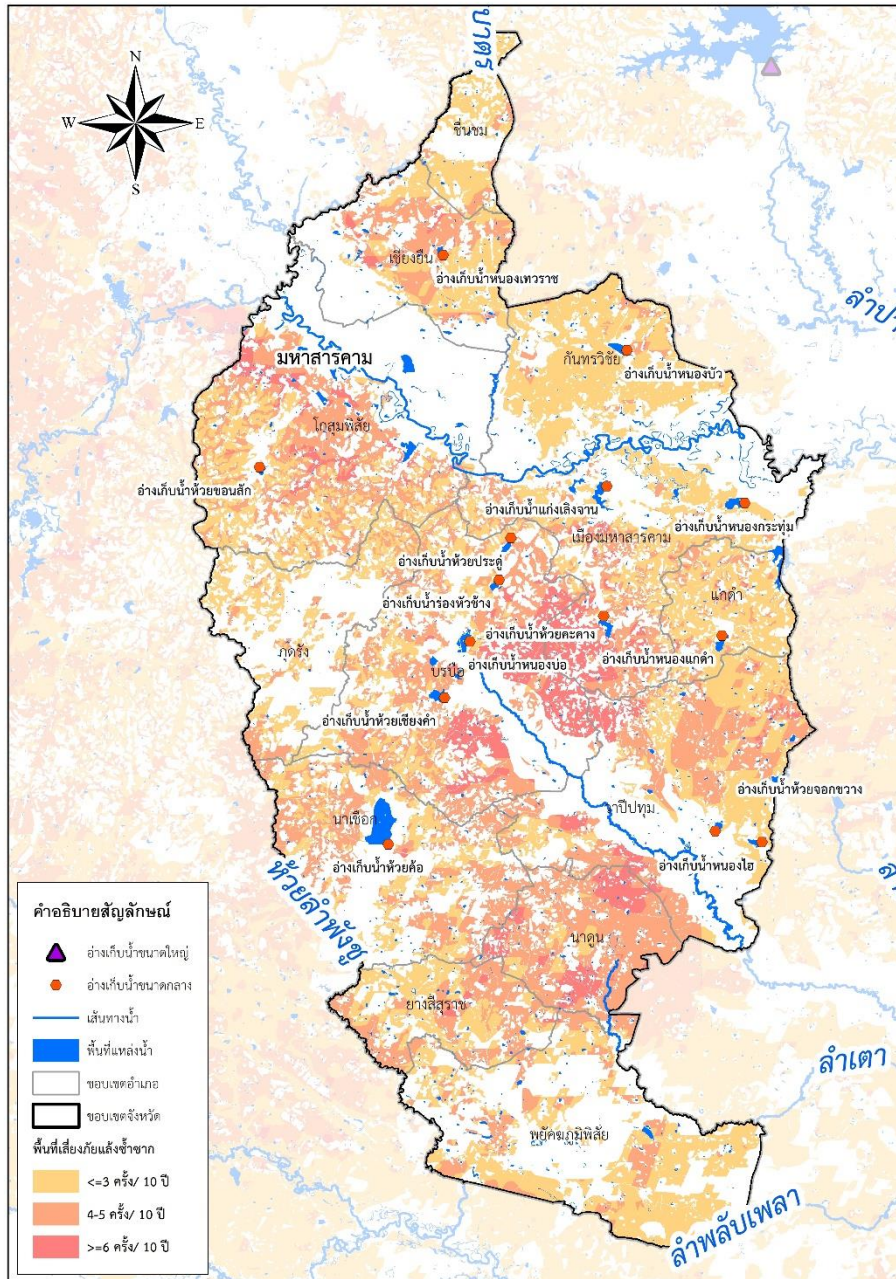 N
W
E
S
ชื่นชม
เชียงยืน
อ่างเก็บน้ำหนองเทวราช
ลำปา
กันทรวิชัย
อ่างเก็บน้ำหนองบัว
มหาสารคาม
โกสุมพิสัย
อ่างเก็บน้ำห้วยขอนสัก
อ่างเก็บน้ำแก่งเลิงจาน
อ่างเก็บน้ำหนองกระทุ่ม
เมืองมหาสารคาม
อ่างเก็บน้ำห้วยประดู่
แกดำ
อ่างเก็บน้ำร่องหัวช้าง
อ่างเก็บน้ำห้วยคะคาง
กุดรัง
อ่างเก็บน้ำหนองแกดำ
อ่างเก็บน้ำหนองบ่อ
บรบือ
อ่างเก็บน้ำห้วยเชียงคำ
อ่างเก็บน้ำห้วยจอกขวาง
วาปีปทุม
นาเชือก
อ่างเก็บน้ำห้วยค้อ
อ่างเก็บน้ำหนองไฮ
ห้วยลำพังชู
นาดูน
ยางสีสุราช
ลำเตา
พยัคฆภูมิพิสัย
ลำพลับเพลา
คำอธิบายสัญลักษณ์
อ่างเก็บน้ำขนาดใหญ่
อ่างเก็บน้ำขนาดกลาง
เส้นทางน้ำ
พื้นที่แหล่งน้ำ
ขอบเขตอำเภอ
ขอบเขตจังหวัด
พื้นที่เสี่ยงภัยแล้งซ้ำซาก
<=3 ครั้ง/ 10 ปี
4-5 ครั้ง/ 10 ปี
>=6 ครั้ง/ 10 ปี